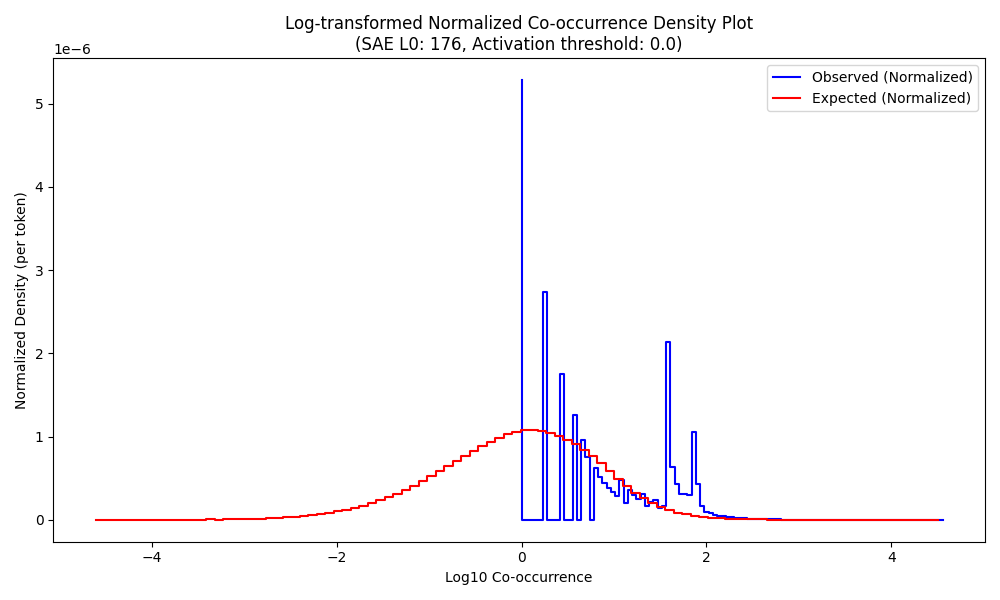 Log-transformed Normalized Co-occurrence Density Plot
(SAE L0: 176, Activation threshold: 0.0)
1e−6
Observed (Normalized)
Expected (Normalized)
5
4
3
2
1
0
Normalized Density (per token)
−4
−2
0
2
4
Log10 Co-occurrence